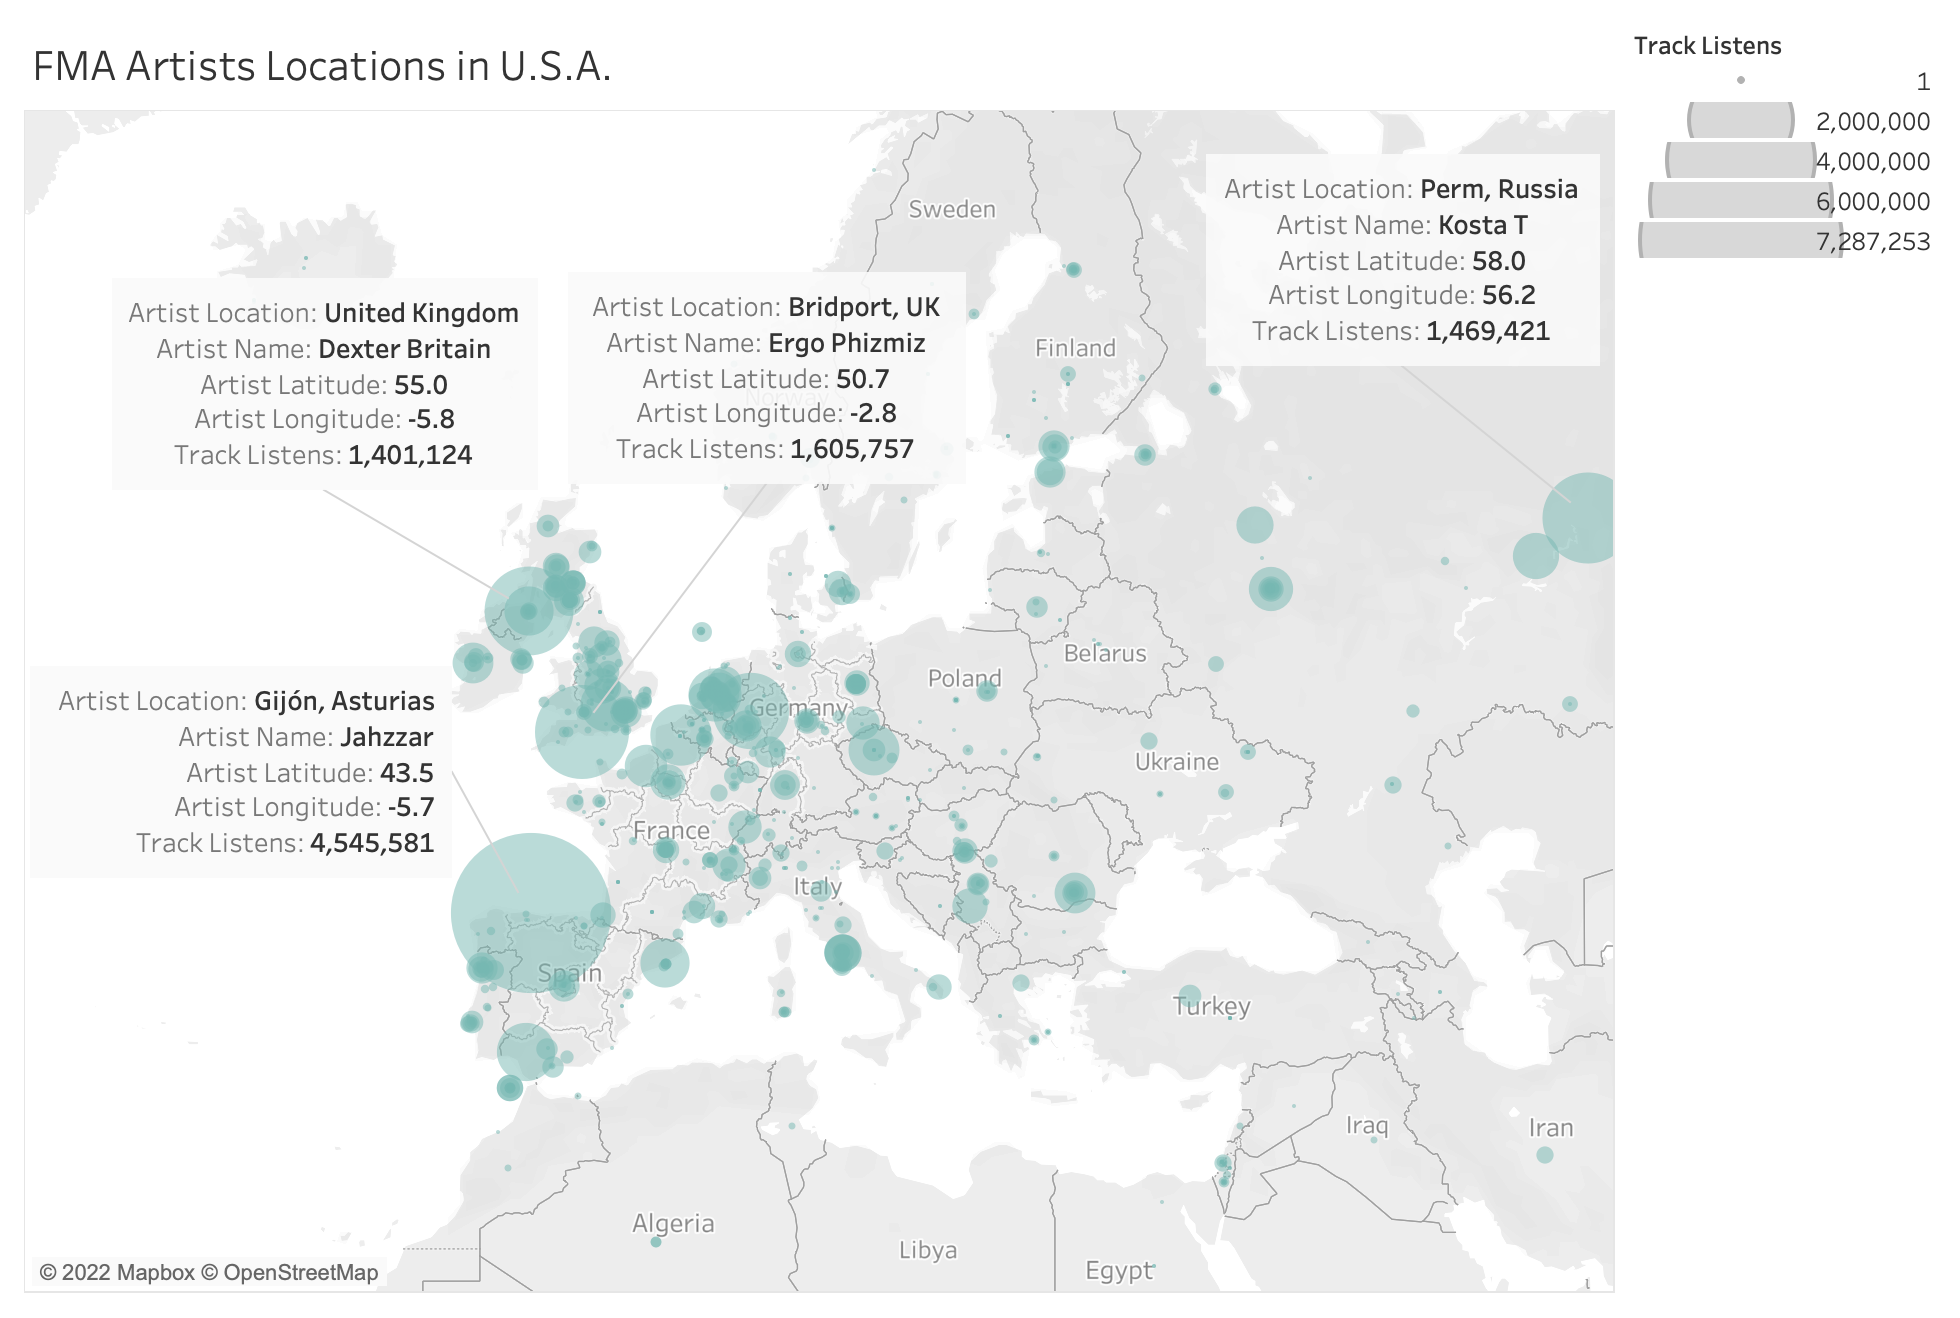 FMA Artists Locations in U.S.A.
Track Listens
1
2,000,000
4,000,000
6,000,000
7,287,253
Artist Location: Perm, Russia
Artist Name: Kosta T
Artist Latitude: 58.0
Artist Longitude: 56.2
Track Listens: 1,469,421
Artist Location: United Kingdom
Artist Name: Dexter Britain
Artist Latitude: 55.0
Artist Longitude: -5.8
Track Listens: 1,401,124
Artist Location: Bridport, UK
Artist Name: Ergo Phizmiz
Artist Latitude: 50.7
Artist Longitude: -2.8
Track Listens: 1,605,757
Artist Location: Gijón, Asturias
Artist Name: Jahzzar
Artist Latitude: 43.5
Artist Longitude: -5.7
Track Listens: 4,545,581
Sweden
Norway
Finland
Belarus
Poland
Germany
Ukraine
France
Italy
Spain
Turkey
Iraq
Iran
Algeria
Libya
Egypt
© 2022 Mapbox © OpenStreetMap